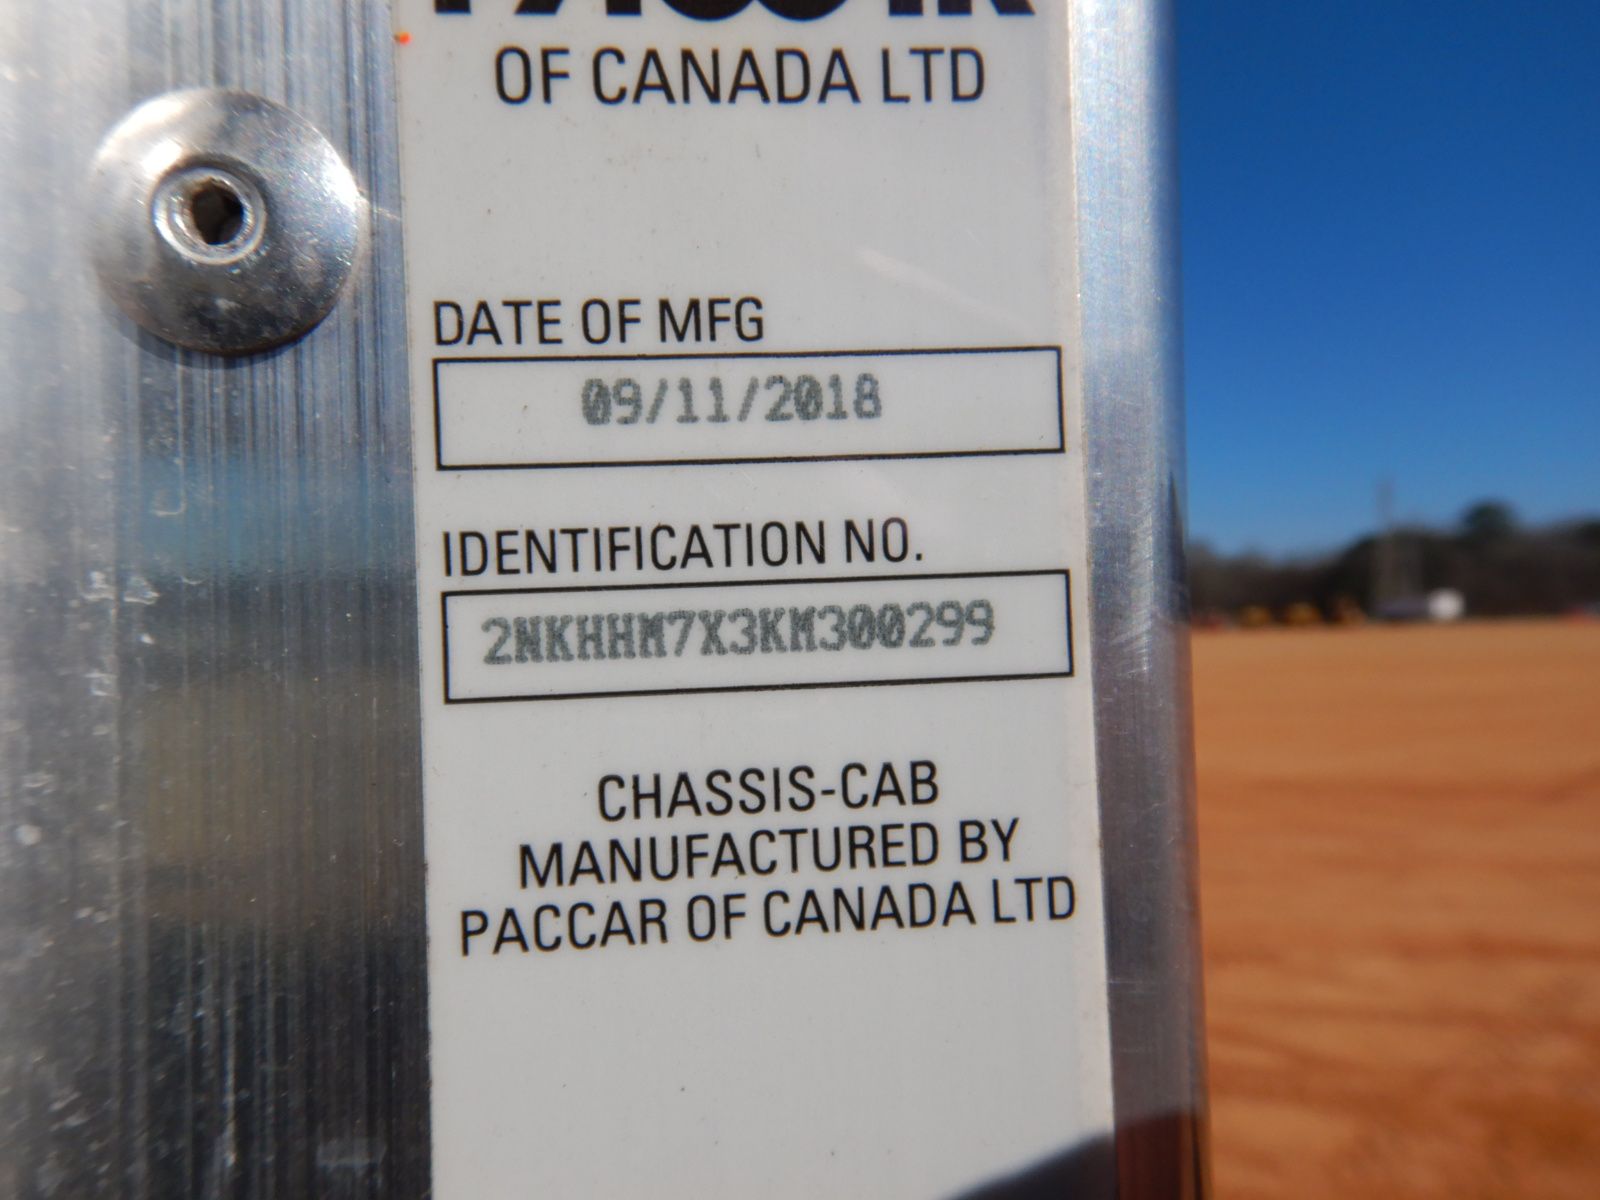 PACCAR
OF CANADA LTD
DATE OF MFG
09/11/2018
IDENTIFICATION NO.
2NKHHM7X3KM300299
CHASSIS-CAB
MANUFACTURED BY
PACCAR OF CANADA LTD